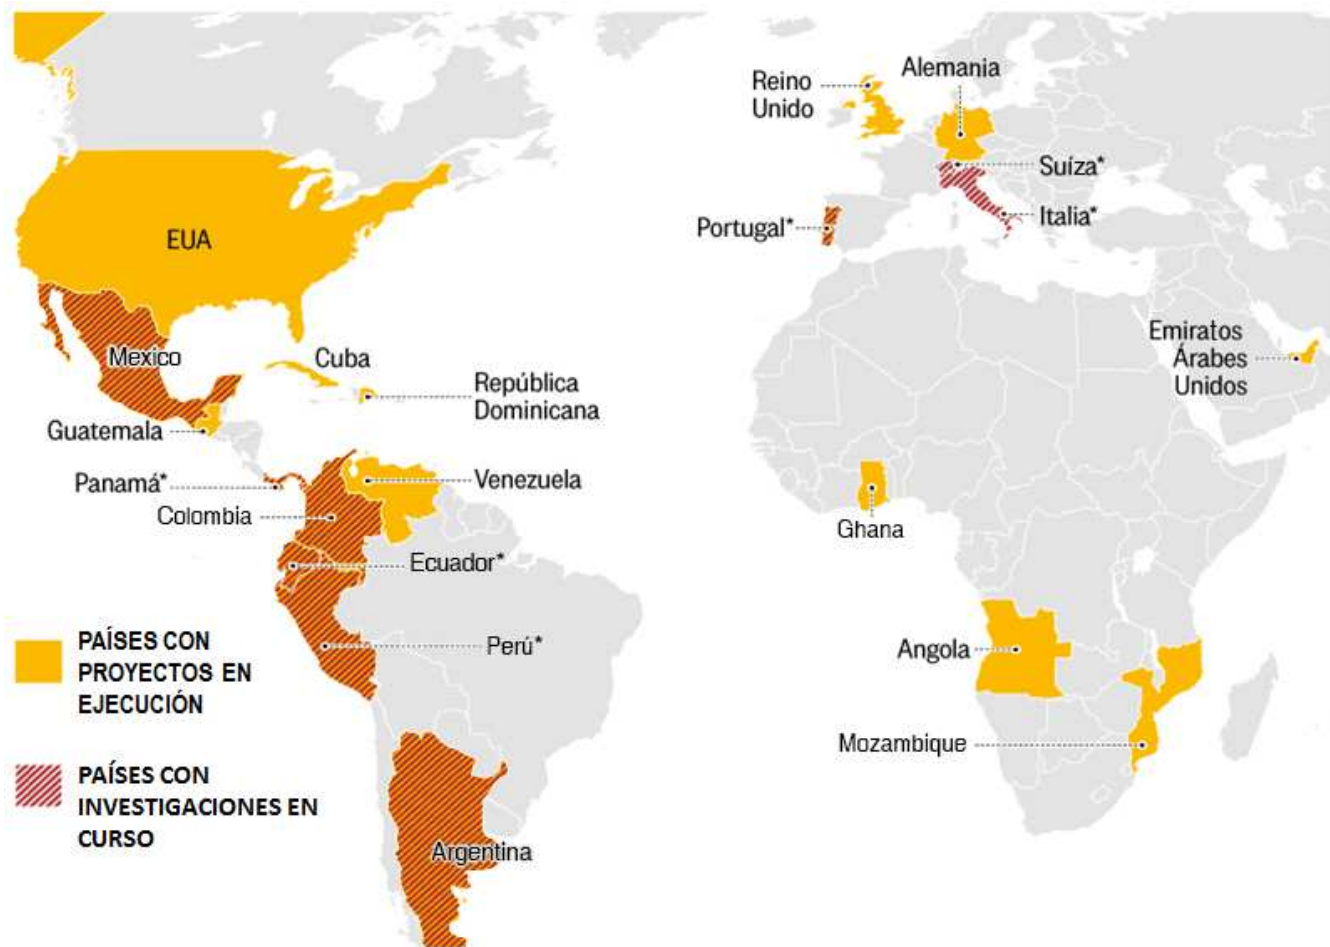 Reino
Unido
Alemania
Suíza*
Italia*
Portugal*
EUA
Mexico
Cuba
República
Dominicana
Guatemala
Panamá*
Colombia
Venezuela
Ecuador*
Perú*
Argentina
Emiratos
Árabes
Unidos
Ghana
Angola
Mozambique
PAÍSES CON
PROYECTOS EN
EJECUCIÓN
PAÍSES CON
INVESTIGACIONES EN
CURSO